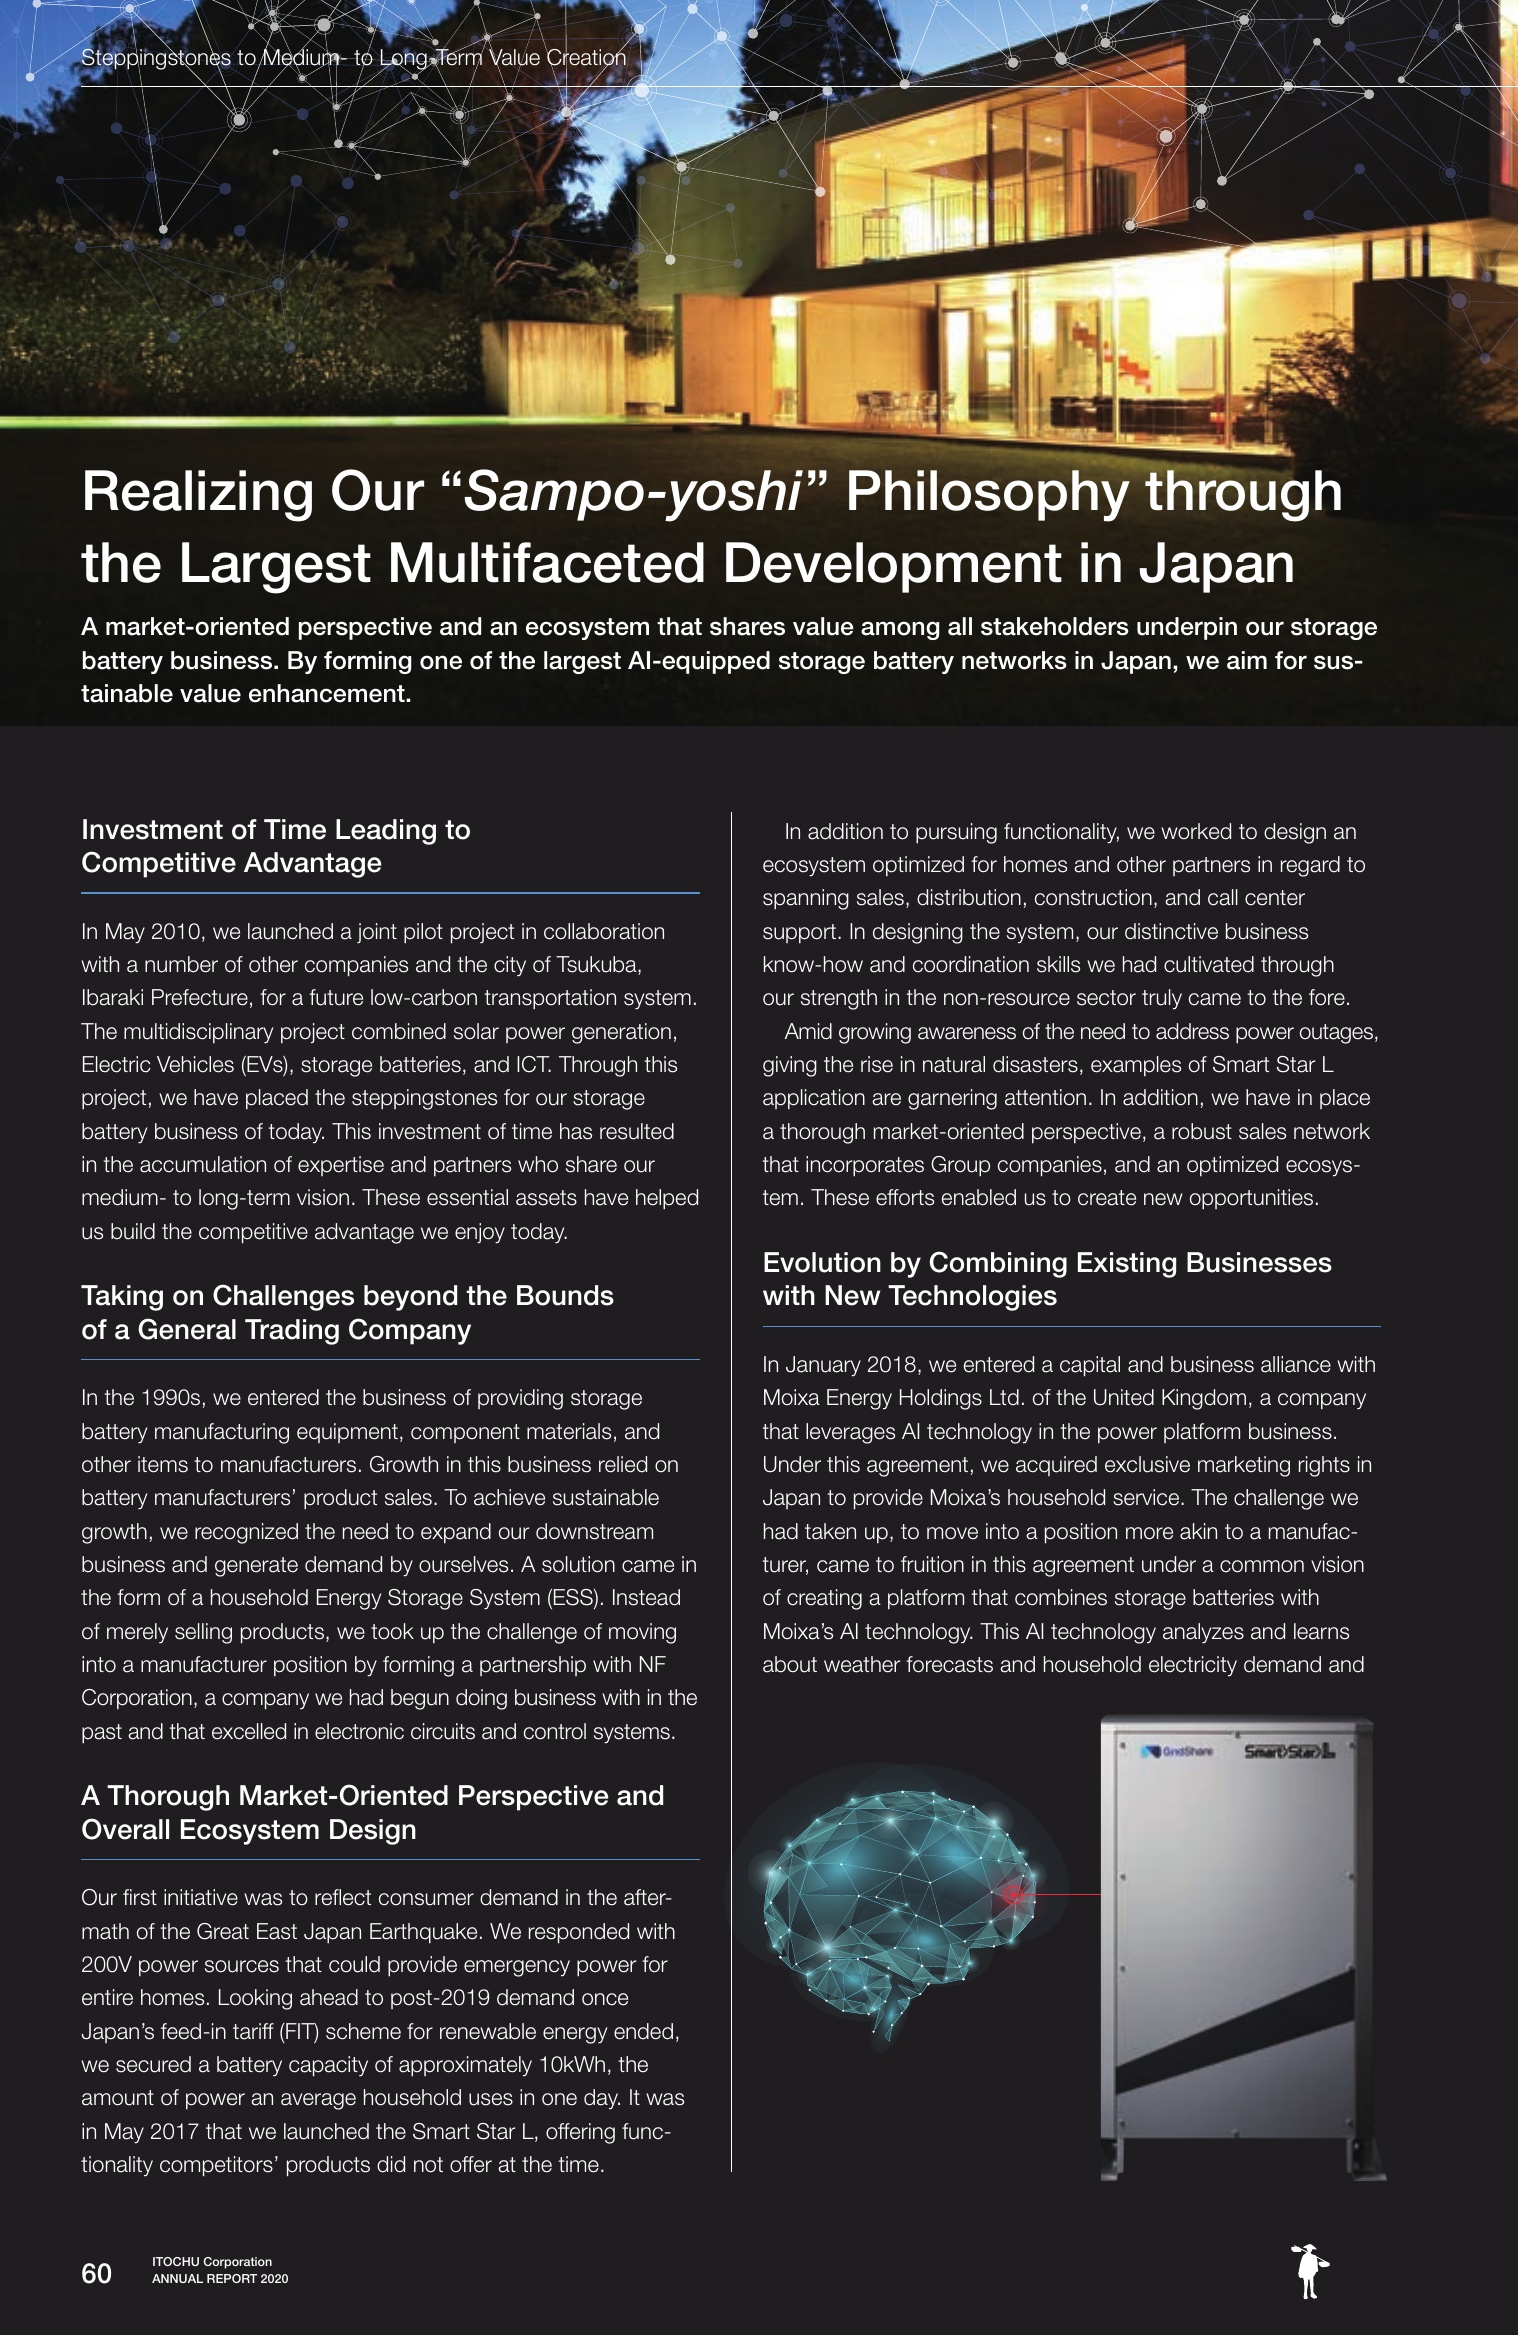 Steppingstones to Medium- to Long-Term Value Creation
Realizing Our “Sampo-yoshi” Philosophy through
the Largest Multifaceted Development in Japan
A market-oriented perspective and an ecosystem that shares value among all stakeholders underpin our storage
battery business. By forming one of the largest AI-equipped storage battery networks in Japan, we aim for sus-
tainable value enhancement.
Investment of Time Leading to
Competitive Advantage
In May 2010, we launched a joint pilot project in collaboration
with a number of other companies and the city of Tsukuba,
Ibaraki Prefecture, for a future low-carbon transportation system.
The multidisciplinary project combined solar power generation,
Electric Vehicles (EVs), storage batteries, and ICT. Through this
project, we have placed the steppingstones for our storage
battery business of today. This investment of time has resulted
in the accumulation of expertise and partners who share our
medium- to long-term vision. These essential assets have helped
us build the competitive advantage we enjoy today.
Taking on Challenges beyond the Bounds
of a General Trading Company
In the 1990s, we entered the business of providing storage
battery manufacturing equipment, component materials, and
other items to manufacturers. Growth in this business relied on
battery manufacturers’ product sales. To achieve sustainable
growth, we recognized the need to expand our downstream
business and generate demand by ourselves. A solution came in
the form of a household Energy Storage System (ESS). Instead
of merely selling products, we took up the challenge of moving
into a manufacturer position by forming a partnership with NF
Corporation, a company we had begun doing business with in the
past and that excelled in electronic circuits and control systems.
A Thorough Market-Oriented Perspective and
Overall Ecosystem Design
Our first initiative was to reflect consumer demand in the after-
math of the Great East Japan Earthquake. We responded with
200V power sources that could provide emergency power for
entire homes. Looking ahead to post-2019 demand once
Japan’s feed-in tariff (FIT) scheme for renewable energy ended,
we secured a battery capacity of approximately 10kWh, the
amount of power an average household uses in one day. It was
in May 2017 that we launched the Smart Star L, offering func-
tionality competitors’ products did not offer at the time.
In addition to pursuing functionality, we worked to design an
ecosystem optimized for homes and other partners in regard to
spanning sales, distribution, construction, and call center
support. In designing the system, our distinctive business
know-how and coordination skills we had cultivated through
our strength in the non-resource sector truly came to the fore.
Amid growing awareness of the need to address power outages,
giving the rise in natural disasters, examples of Smart Star L
application are garnering attention. In addition, we have in place
a thorough market-oriented perspective, a robust sales network
that incorporates Group companies, and an optimized ecosys-
tem. These efforts enabled us to create new opportunities.
Evolution by Combining Existing Businesses
with New Technologies
In January 2018, we entered a capital and business alliance with
Moixa Energy Holdings Ltd. of the United Kingdom, a company
that leverages AI technology in the power platform business.
Under this agreement, we acquired exclusive marketing rights in
Japan to provide Moixa’s household service. The challenge we
had taken up, to move into a position more akin to a manufac-
turer, came to fruition in this agreement under a common vision
of creating a platform that combines storage batteries with
Moixa’s AI technology. This AI technology analyzes and learns
about weather forecasts and household electricity demand and
GridShare
Smart Star L
60
ITOCHU Corporation
ANNUAL REPORT 2020